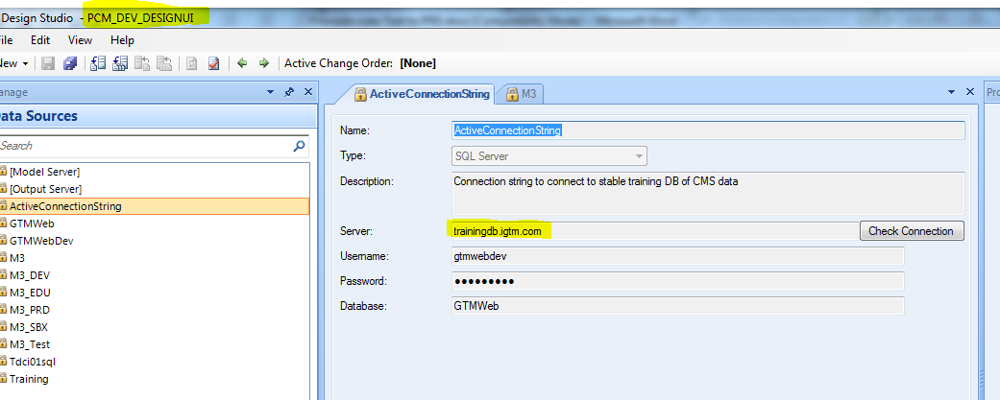 Design Studio - PCM_DEV_DESIGNUI
File Edit View Help
New Active Change Order: [None]
anage
Data Sources
Search
[Model Server]
[Output Server]
ActiveConnectionString
GTMWeb
GTMWebDev
M3
M3_DEV
M3_EDU
M3_PRD
M3_SBX
M3_Test
Tdci01sql
Training
ActiveConnectionString M3
Name: ActiveConnectionString
Type: SQL Server
Description: Connection string to connect to stable training DB of CMS data
Server: trainingdb.igtm.com Check Connection
Username: gtmwebdev
Password: ●●●●●●●●●
Database: GTMWeb
Pro